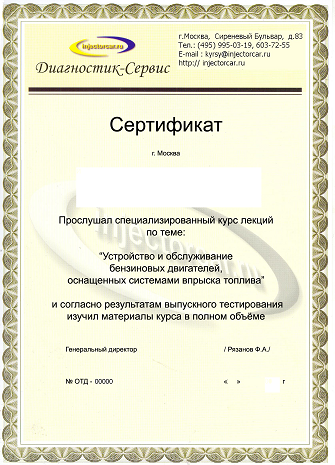 injectorcar.ru
Диагностик-Сервис
г.Москва, Сиреневый Бульвар, д.83
Тел.: (495) 995-03-19, 603-72-55
E-mail : kyrsy@injectorcar.ru
http:// injectorcar.ru
Сертификат
г. Москва
Прослушал специализированный курс лекций
по теме:
"Устройство и обслуживание
бензиновых двигателей,
оснащенных системами впрыска топлива"
и согласно результатам выпускного тестирования
изучил материалы курса в полном объёме
Генеральный директор / Рязанов Ф.А./
№ ОТД - 00000 « » г
injectorcar.ru